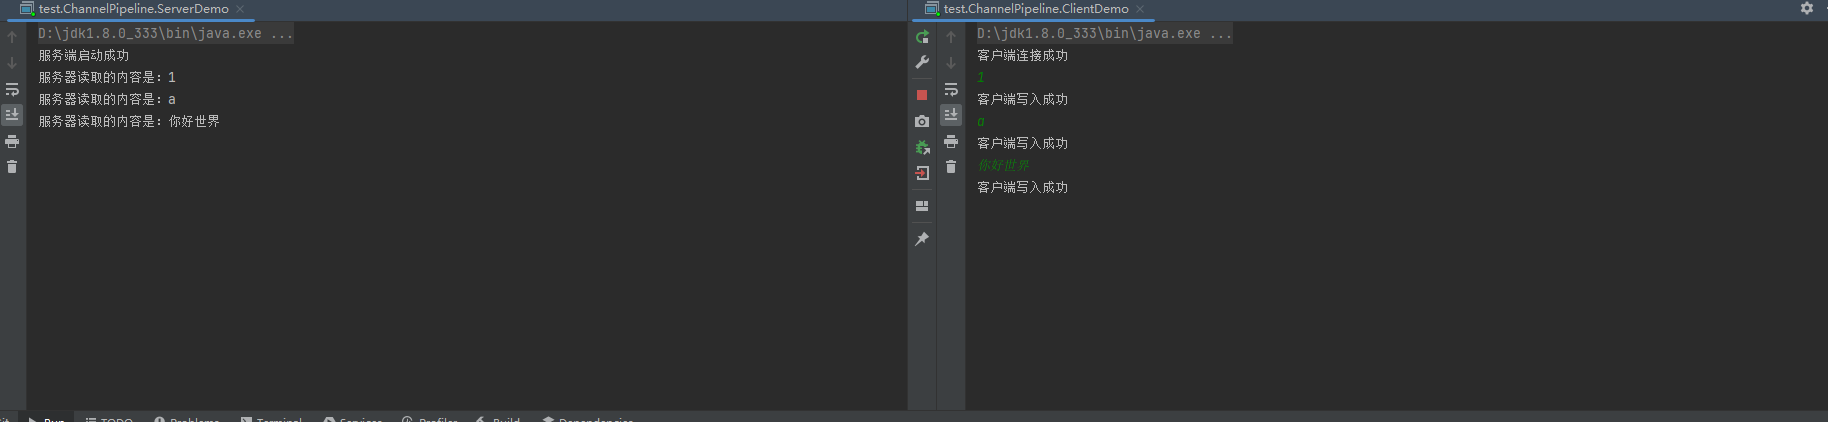 test.ChannelPipeline.ServerDemo
D:\jdk1.8.0_333\bin\java.exe ...
服务端启动成功
服务器读取的内容是：1
服务器读取的内容是：a
服务器读取的内容是：你好世界
test.ChannelPipeline.ClientDemo
D:\jdk1.8.0_333\bin\java.exe ...
客户端连接成功
1
客户端写入成功
a
客户端写入成功
你好世界
客户端写入成功
Run TODO Problems Terminal Services Profiler Build Dependencies